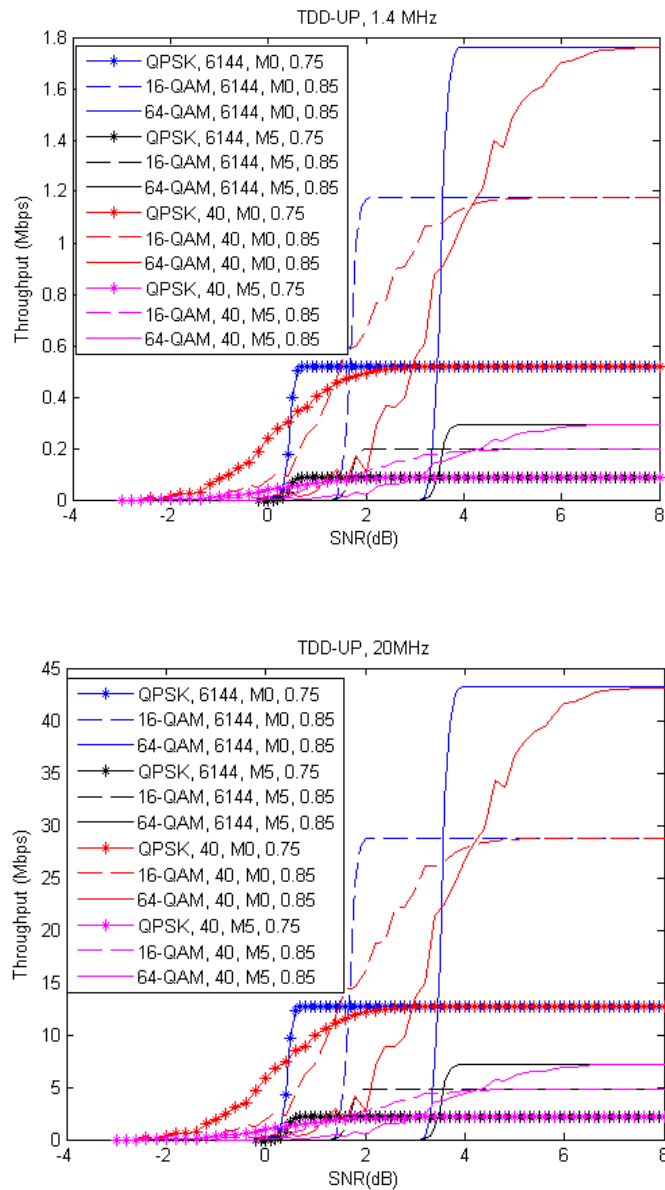 TDD-UP, 1.4 MHz
1.8
1.6
1.4
1.2
1
0.8
0.6
0.4
0.2
0
Throughput (Mbps)
QPSK, 6144, M0, 0.75
16-QAM, 6144, M0, 0.85
64-QAM, 6144, M0, 0.85
QPSK, 6144, M5, 0.75
16-QAM, 6144, M5, 0.85
64-QAM, 6144, M5, 0.85
QPSK, 40, M0, 0.75
16-QAM, 40, M0, 0.85
64-QAM, 40, M0, 0.85
QPSK, 40, M5, 0.75
16-QAM, 40, M5, 0.85
64-QAM, 40, M5, 0.85
-4 -2 0 2 4 6 8
SNR(dB)
TDD-UP, 20MHz
45
40
35
30
25
20
15
10
5
0
Throughput (Mbps)
QPSK, 6144, M0, 0.75
16-QAM, 6144, M0, 0.85
64-QAM, 6144, M0, 0.85
QPSK, 6144, M5, 0.75
16-QAM, 6144, M5, 0.85
64-QAM, 6144, M5, 0.85
QPSK, 40, M0, 0.75
16-QAM, 40, M0, 0.85
64-QAM, 40, M0, 0.85
QPSK, 40, M5, 0.75
16-QAM, 40, M5, 0.85
64-QAM, 40, M5, 0.85
-4 -2 0 2 4 6 8
SNR(dB)